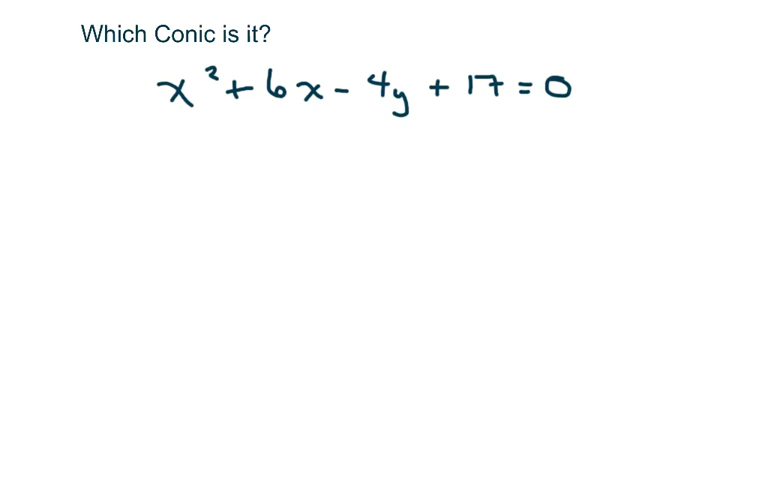 Which Conic is it?
x² + 6x - 4y + 17 = 0